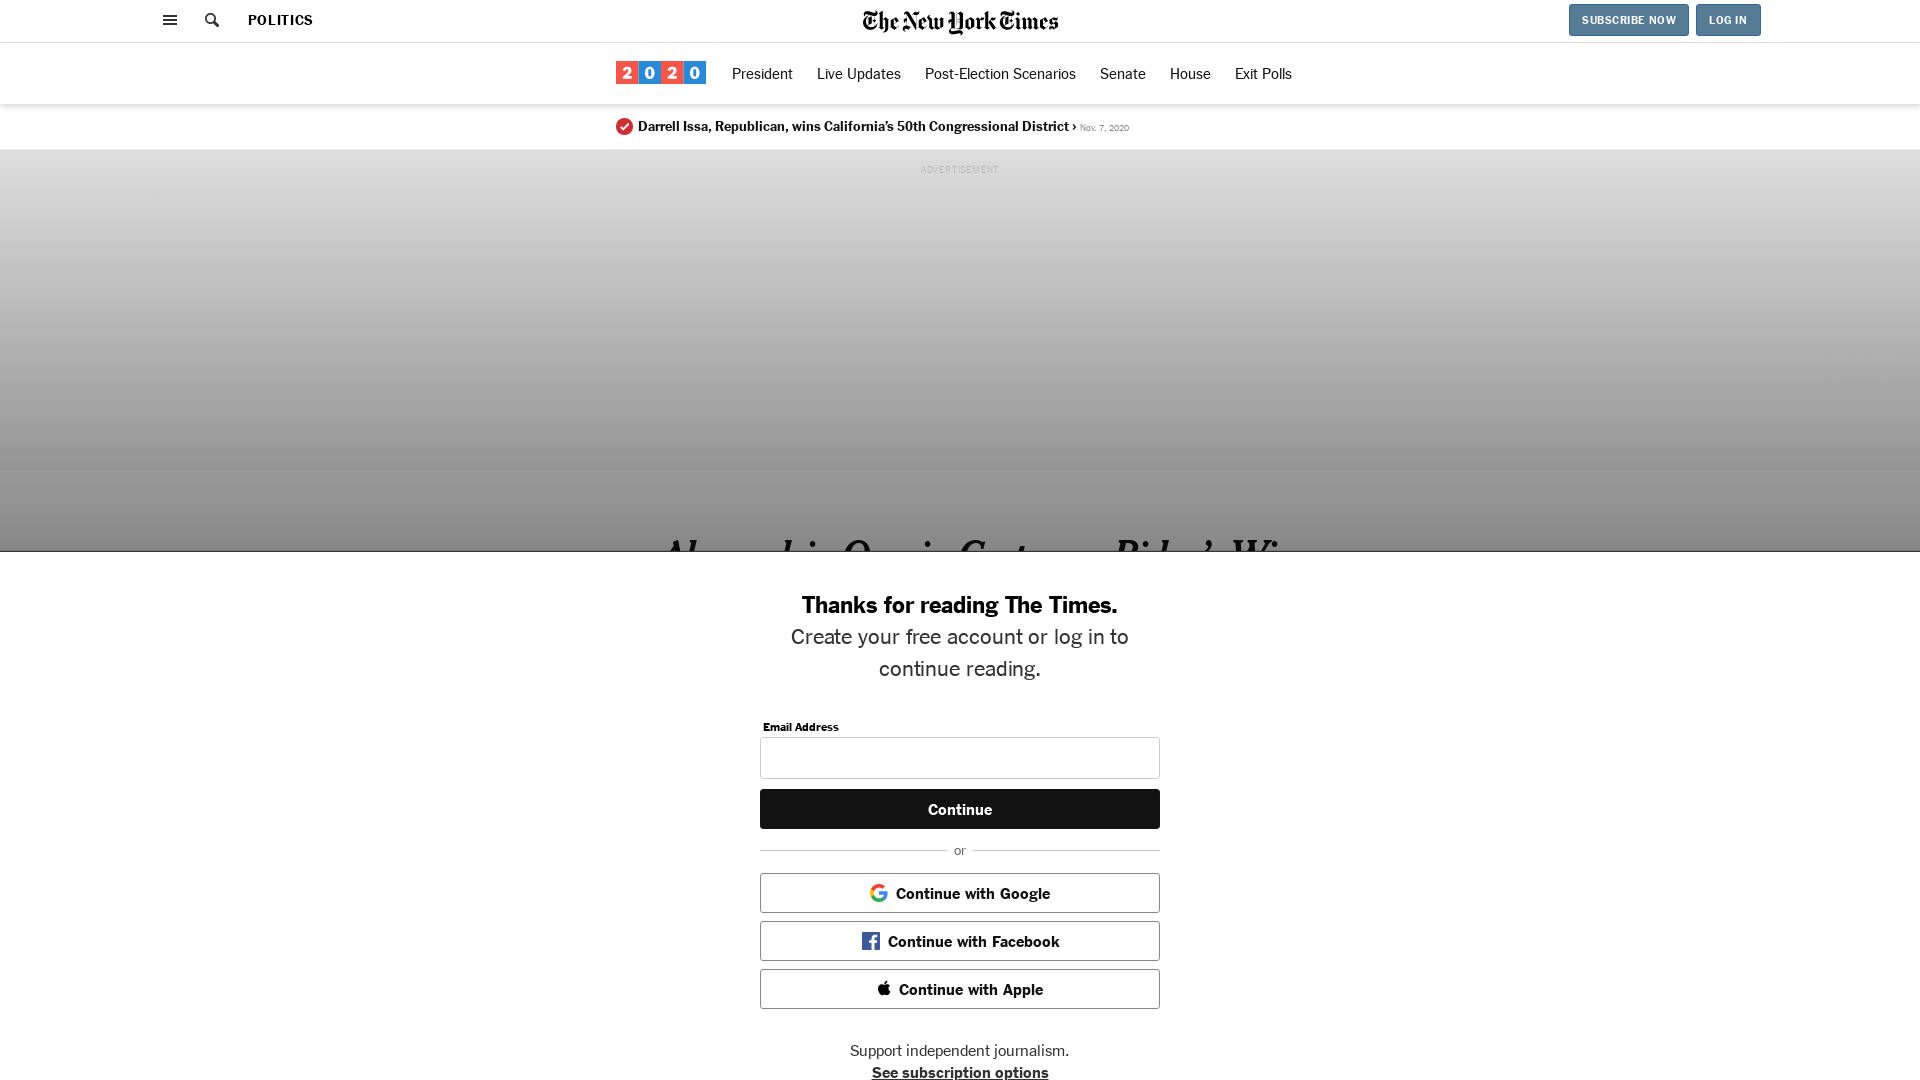 POLITICS
The New York Times
SUBSCRIBE NOW
LOG IN
2020
President
Live Updates
Post-Election Scenarios
Senate
House
Exit Polls
Darrell Issa, Republican, wins California’s 50th Congressional District › Nov. 7, 2020
ADVERTISEMENT
Thanks for reading The Times.
Create your free account or log in to
continue reading.
Email Address
Continue
or
Continue with Google
Continue with Facebook
Continue with Apple
Support independent journalism.
See subscription options